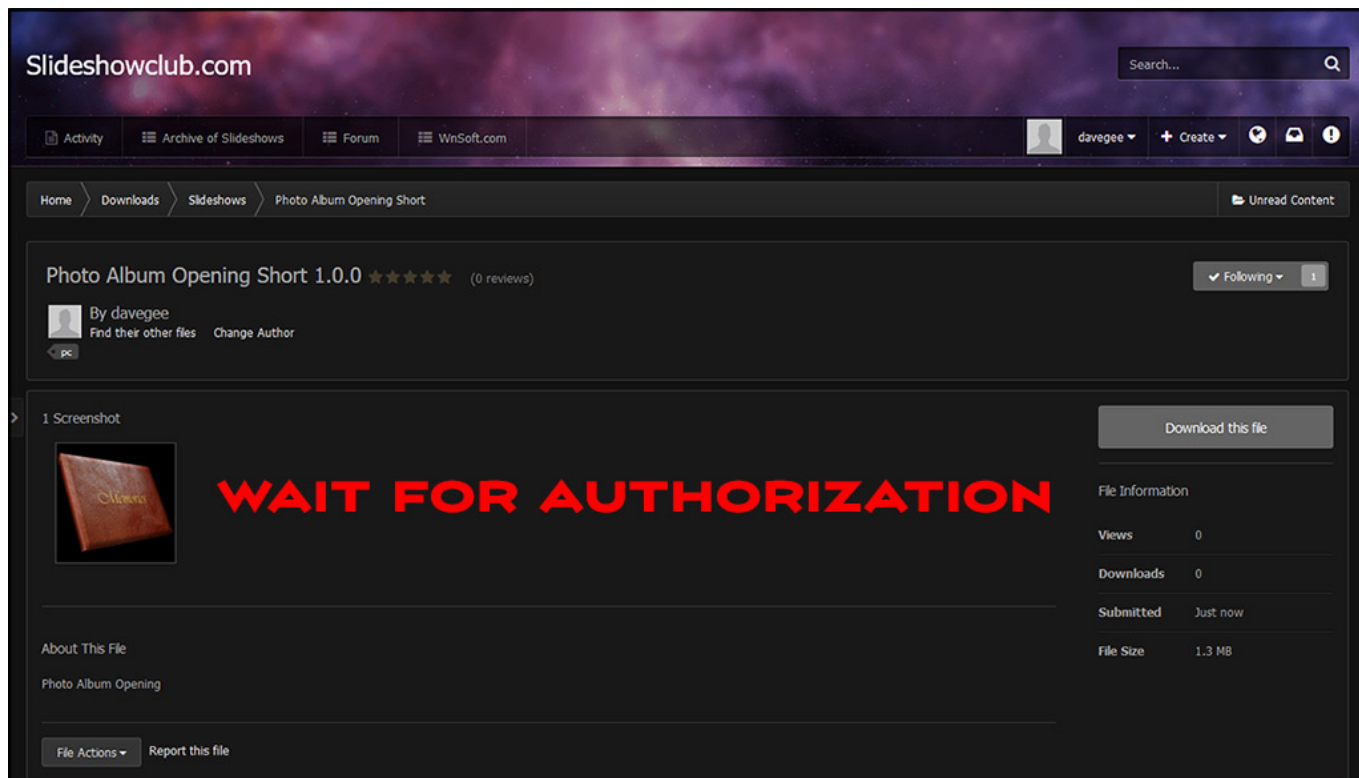 Slideshowclub.com
Search...
Activity Archive of Slideshows Forum WnSoft.com davegee Create
Home Downloads Slideshows Photo Album Opening Short Unread Content
Photo Album Opening Short 1.0.0 (0 reviews) Following 1
By davegee
Find their other files Change Author
pc
1 Screenshot
Download this file
Memories
WAIT FOR AUTHORIZATION
File Information
Views 0
Downloads 0
Submitted Just now
About This File
File Size 1.3 MB
Photo Album Opening
File Actions Report this file